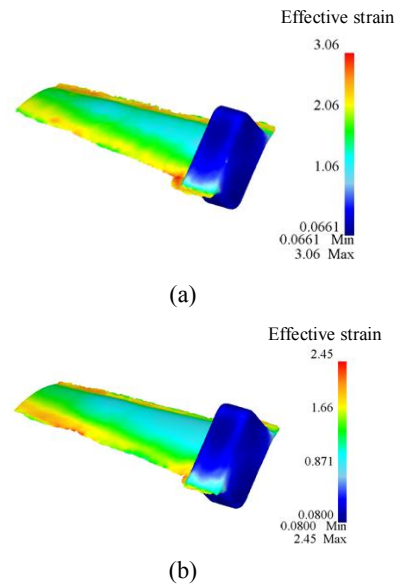 Effective strain
3.06
2.06
1.06
0.0661
0.0661 Min
3.06 Max
(a)
Effective strain
2.45
1.66
0.871
0.0800
0.0800 Min
2.45 Max
(b)